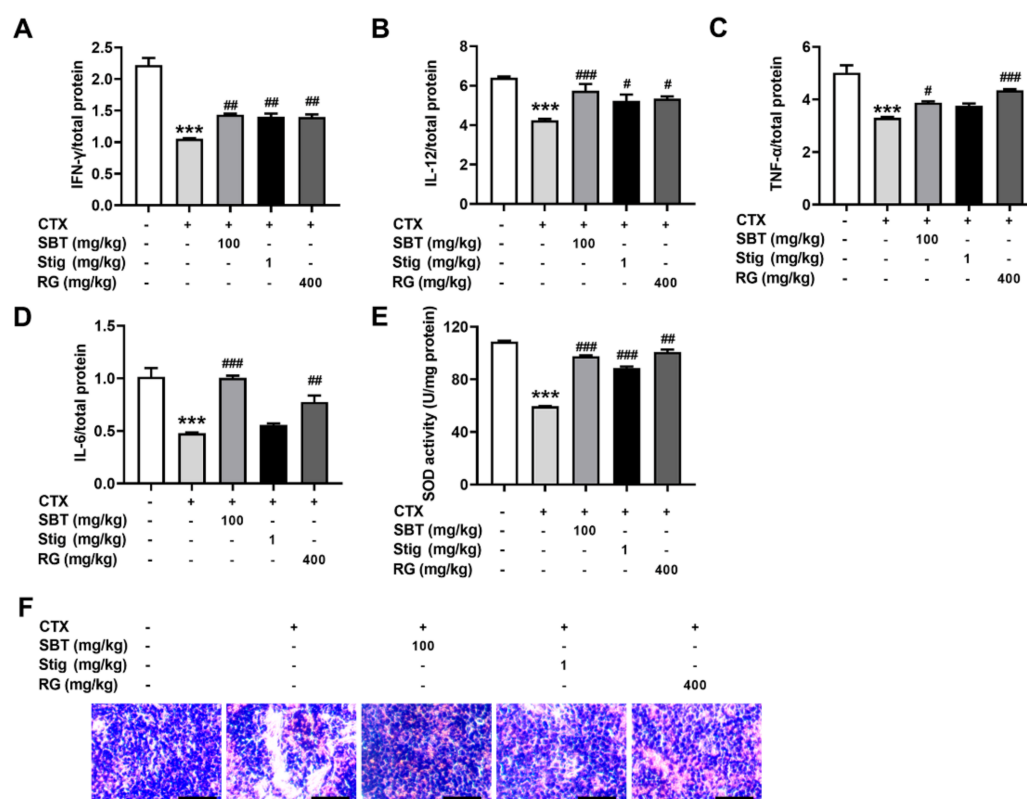 A
IFN-γ/total protein
2.5
2.0
1.5
1.0
0.5
0.0
***
##
##
##
CTX - + + + +
SBT (mg/kg) - - 100 - -
Stig (mg/kg) - - - 1 -
RG (mg/kg) - - - - 400
B
IL-12/total protein
8
6
4
2
0
***
###
#
#
CTX - + + + +
SBT (mg/kg) - - 100 - -
Stig (mg/kg) - - - 1 -
RG (mg/kg) - - - - 400
C
TNF-α/total protein
6
4
2
0
***
#
###
CTX - + + + +
SBT (mg/kg) - - 100 - -
Stig (mg/kg) - - - 1 -
RG (mg/kg) - - - - 400
D
IL-6/total protein
1.5
1.0
0.5
0.0
***
###
##
CTX - + + + +
SBT (mg/kg) - - 100 - -
Stig (mg/kg) - - - 1 -
RG (mg/kg) - - - - 400
E
SOD activity (U/mg protein)
120
80
40
0
***
###
###
##
CTX - + + + +
SBT (mg/kg) - - 100 - -
Stig (mg/kg) - - - 1 -
RG (mg/kg) - - - - 400
F
CTX - + + + +
SBT (mg/kg) - - 100 - -
Stig (mg/kg) - - - 1 -
RG (mg/kg) - - - - 400